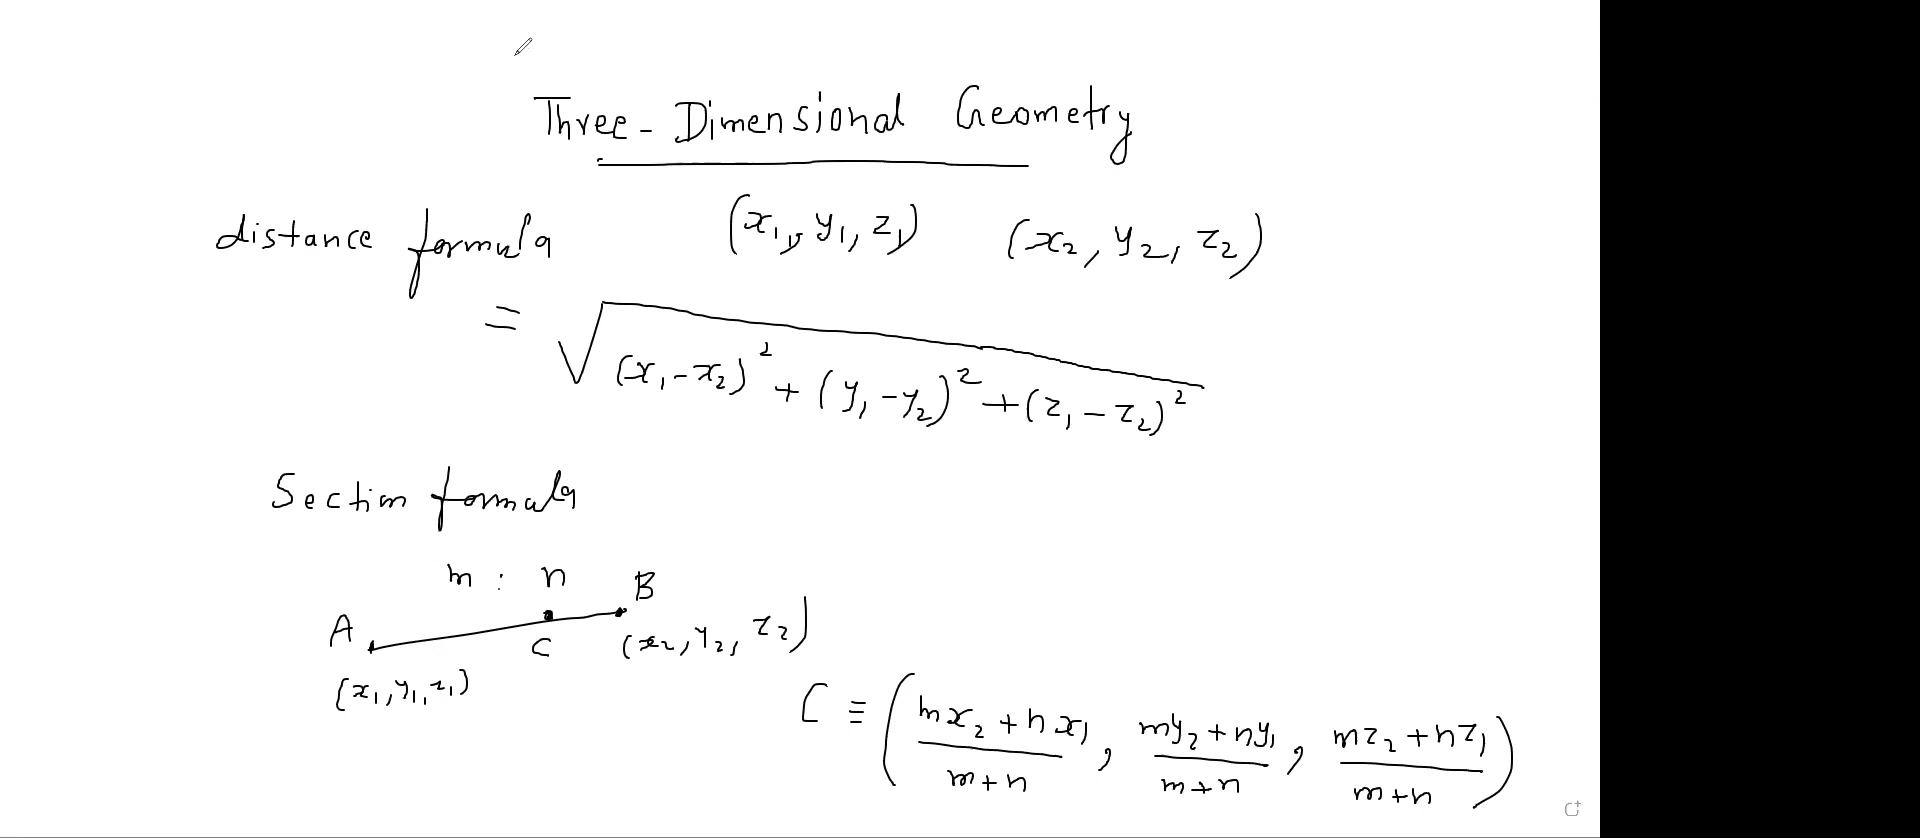 Three-Dimensional Geometry
distance formula (x₁, y₁, z₁) (x₂, y₂, z₂)
= √((x₁-x₂)² + (y₁-y₂)² + (z₁-z₂)²)
Section formula
m : n
A B
C
(x₁, y₁, z₁) (x₂, y₂, z₂)
C ≡ ((mx₂+nx₁)/(m+n), (my₂+ny₁)/(m+n), (mz₂+nz₁)/(m+n))